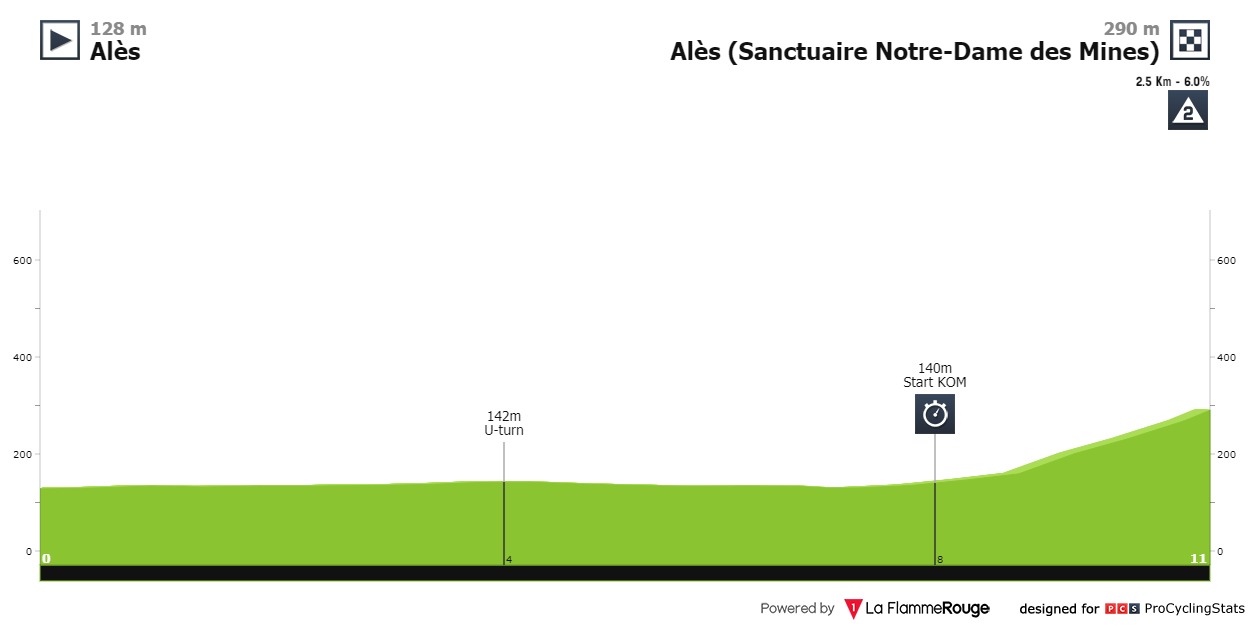 128 m
Alès
290 m
Alès (Sanctuaire Notre-Dame des Mines)
2.5 Km - 6.0%
2
600
600
400
400
140m
Start KOM
142m
U-turn
200
200
0
0
0
4
8
11
Powered by 1 La FlammeRouge designed for PCS ProCyclingStats